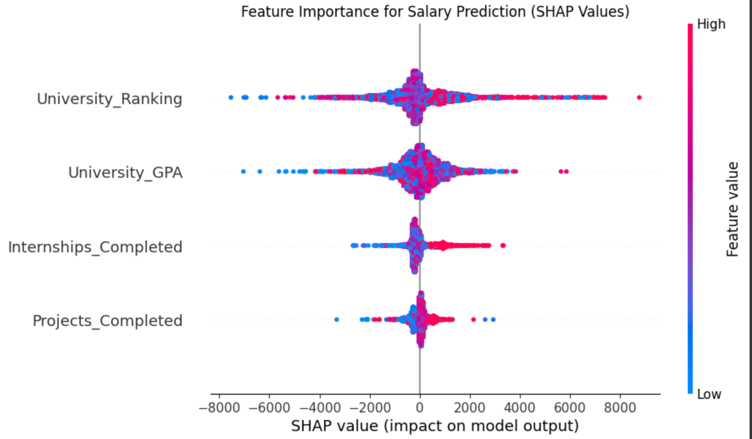 Feature Importance for Salary Prediction (SHAP Values)
High
University_Ranking
University_GPA
Internships_Completed
Projects_Completed
Feature value
Low
−8000 −6000 −4000 −2000 0 2000 4000 6000 8000
SHAP value (impact on model output)